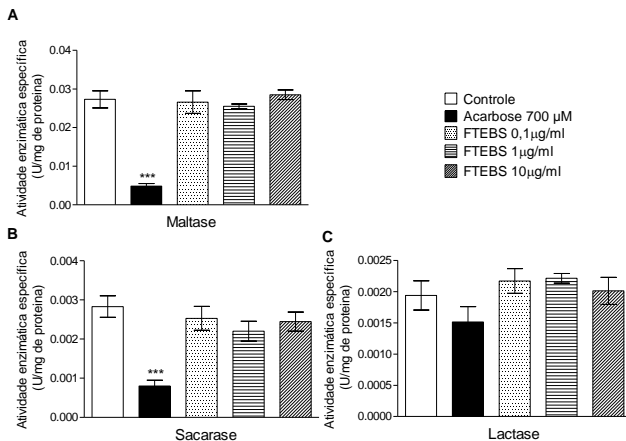 A
Atividade enzimática específica
(U/mg de proteina)
0.04
0.03
0.02
0.01
0.00
***
Maltase
Controle
Acarbose 700 µM
FTEBS 0,1µg/ml
FTEBS 1µg/ml
FTEBS 10µg/ml
B
Atividade enzimática específica
(U/mg de proteina)
0.004
0.003
0.002
0.001
0.000
***
Sacarase
C
Atividade enzimática específica
(U/mg de proteina)
0.0025
0.0020
0.0015
0.0010
0.0005
0.0000
Lactase